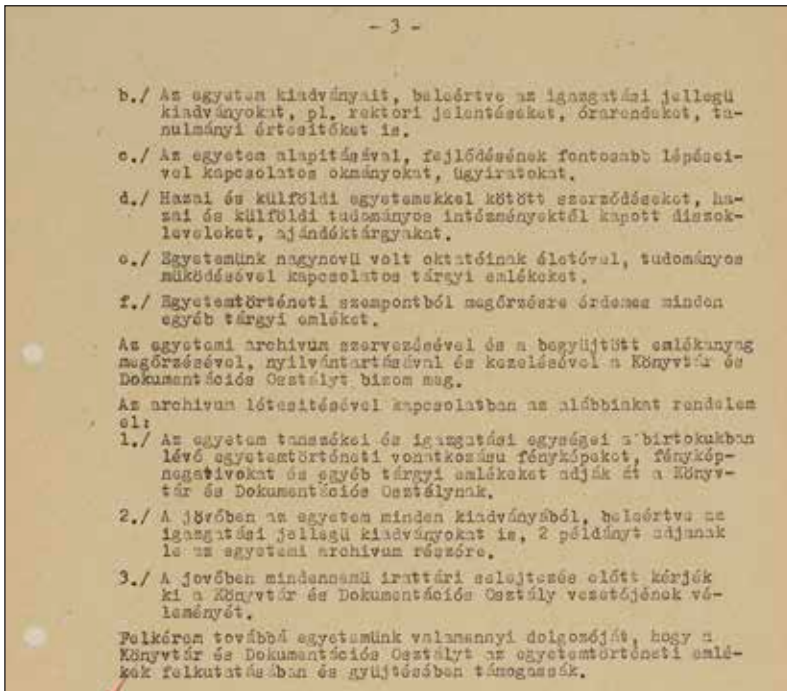 - 3 -
b./ Az egyetem kiadványait, beleértve az igazgatási jellegü
kiadványokat, pl. rektori jelentéseket, órarendeket, ta-
nulmányi értesitőket is.
c./ Az egyetem alapitásával, fejlődésének fontosabb lépései-
vel kapcsolatos okmányokat, ügyiratokat.
d./ Hazai és külföldi egyetemekkel kötött szerződéseket, ha-
zai és külföldi tudományos intézményektől kapott diszok-
leveleket, ajándéktárgyakat.
e./ Egyetemünk nagynevü volt oktatóinak életével, tudományos
müködésével kapcsolatos tárgyi emlékeket.
f./ Egyetemtörténeti szempontból megőrzésre érdemes minden
egyéb tárgyi emléket.
Az egyetemi archivum szervezésével és a begyüjtött emlékanyag
megőrzésével, nyilvántartásával és kezelésével a Könyvtár és
Dokumentációs Osztályt bizom meg.
Az archivum létesitésével kapcsolatban az alábbiakat rendelem
el:
1./ Az egyetem tanszékei és igazgatási egységei a birtokukban
lévő egyetemtörténeti vonatkozásu fényképeket, fénykép-
negativokat és egyéb tárgyi emlékeket adják át a Könyv-
tár és Dokumentációs Osztálynak.
2./ A jövőben az egyetem minden kiadványából, beleértve az
igazgatási jellegü kiadványokat is, 2 példányt adjanak
le az egyetemi archivum részére.
3./ A jovőben mindennemü irattári selejtezés előtt kérjék
ki a Könyvtár és Dokumentációs Osztály vezetőjének vé-
leményét.
Felkérem továbbá egyetemünk valamennyi dolgozóját, hogy a
Könyvtár és Dokumentációs Osztályt az egyetemtörténeti emlé-
kek felkutatásában és gyüjtésében támogassák.